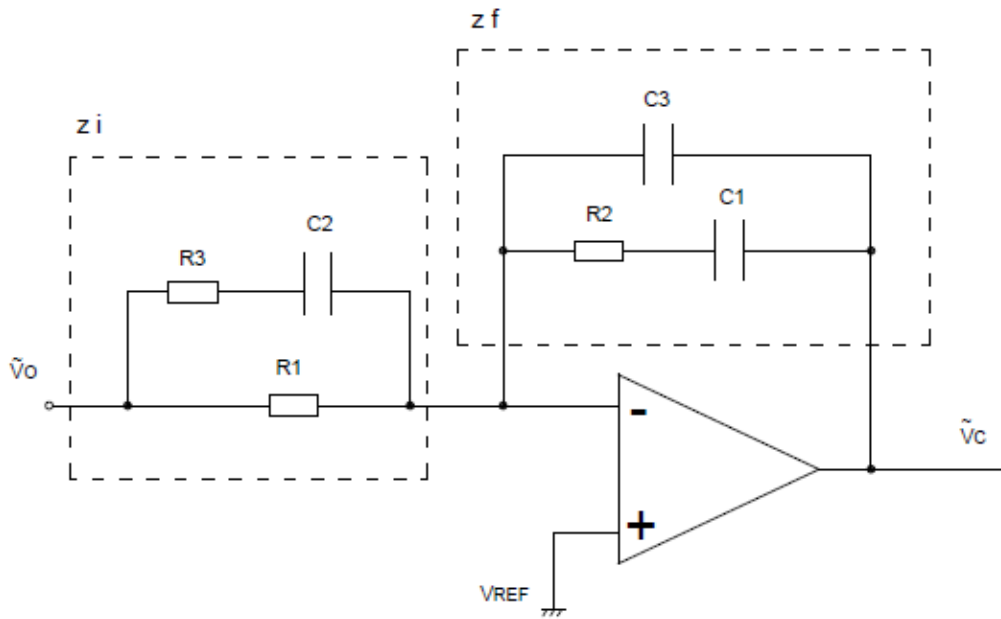 z f
C3
z i
C1
R2
C2
R3
R1
ṽo
-
ṽc
+
VREF